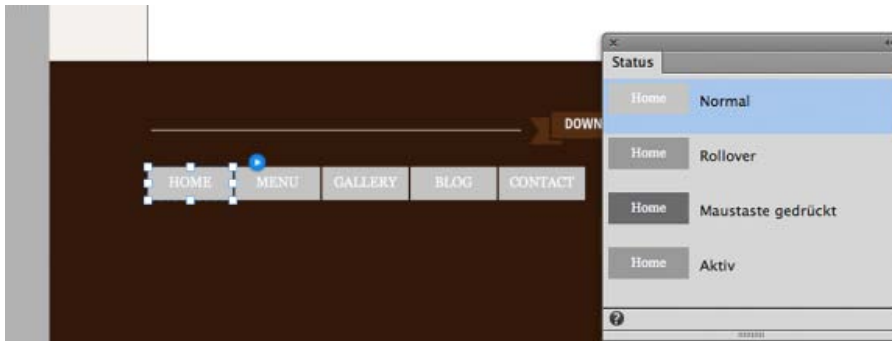 Status
Home Normal
DOWN
Home Rollover
HOME MENU GALLERY BLOG CONTACT
Home Maustaste gedrückt
Home Aktiv